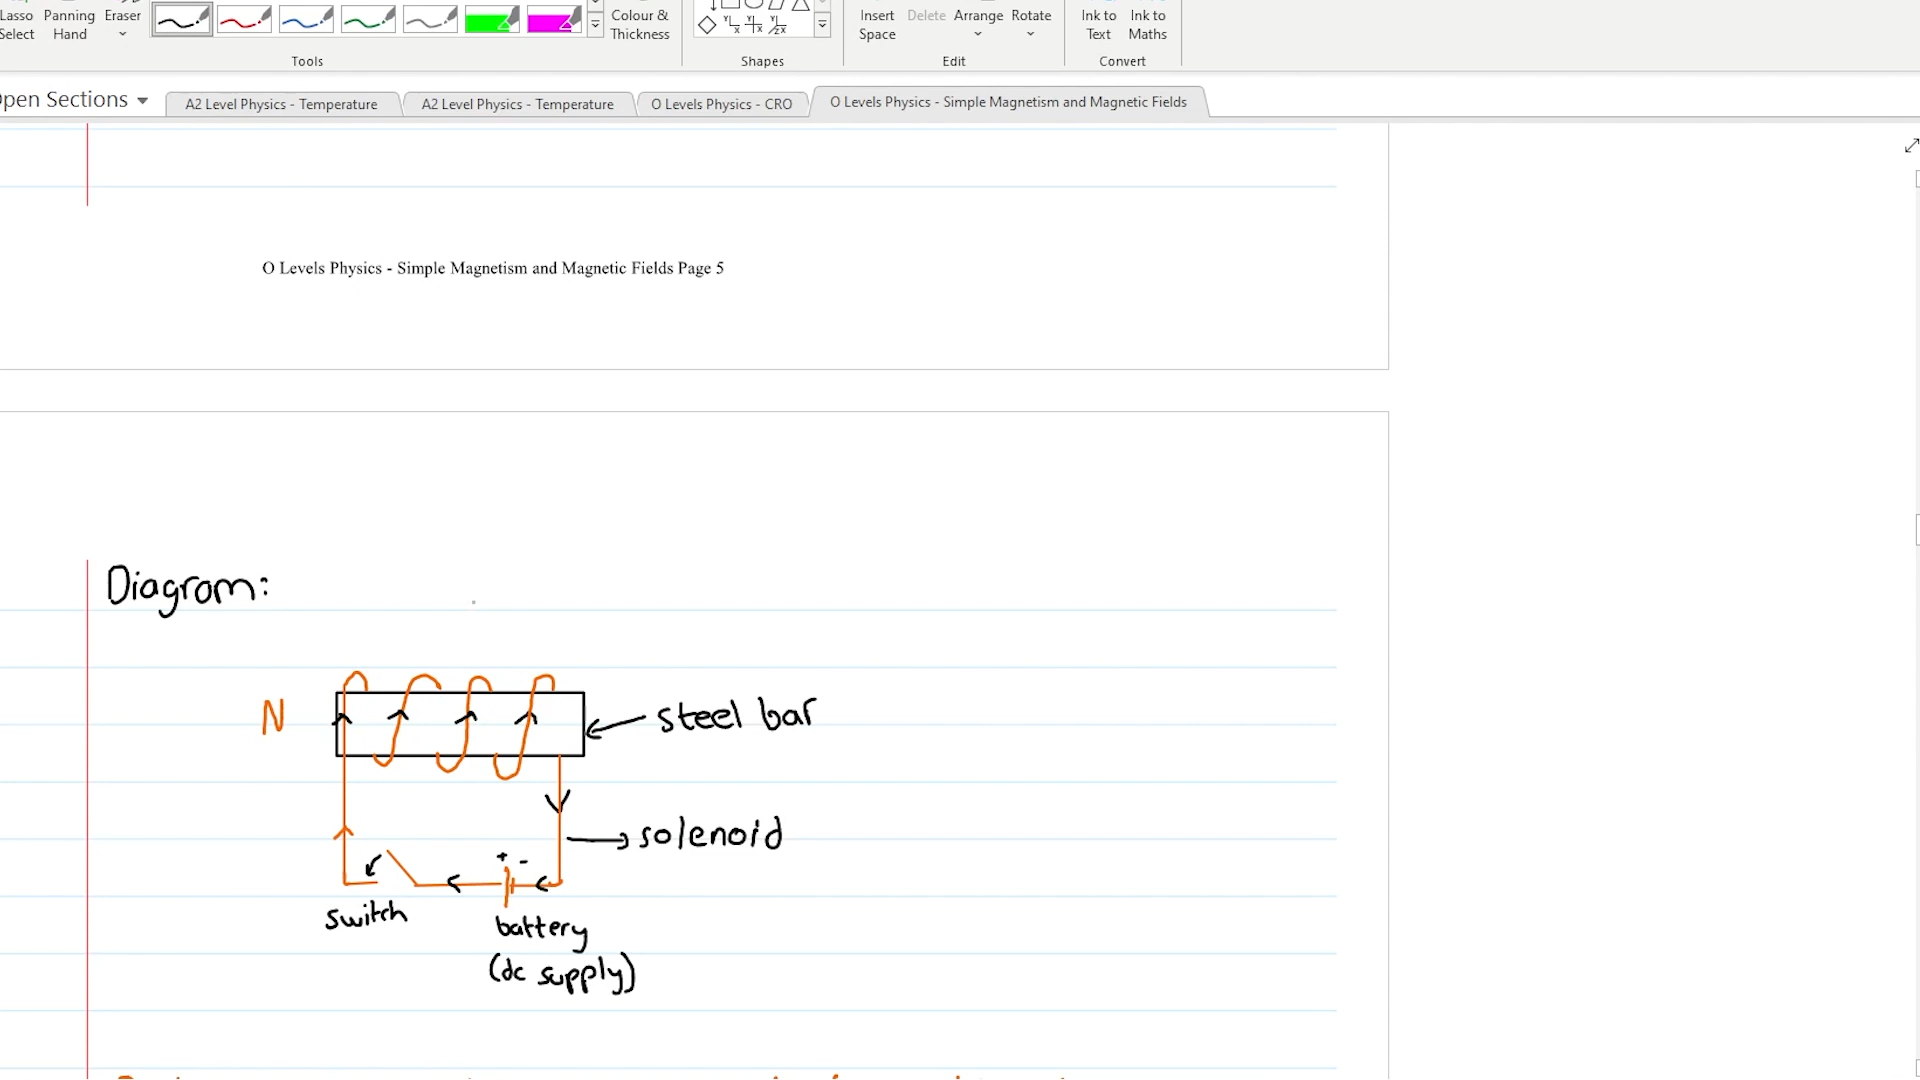 Lasso
Select
Panning
Hand
Eraser
Colour &
Thickness
Insert
Space
Delete
Arrange
Rotate
Ink to
Text
Ink to
Maths
Tools
Shapes
Edit
Convert
Open Sections
A2 Level Physics - Temperature
A2 Level Physics - Temperature
O Levels Physics - CRO
O Levels Physics - Simple Magnetism and Magnetic Fields
O Levels Physics - Simple Magnetism and Magnetic Fields Page 5
Diagram:
N
steel bar
solenoid
+ -
switch
battery
(dc supply)